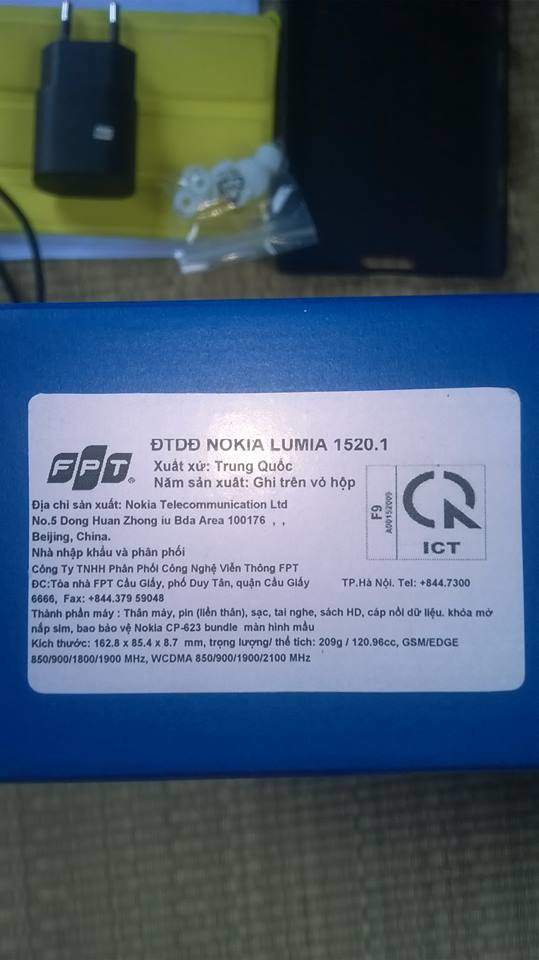 FPT®
ĐTDĐ NOKIA LUMIA 1520.1
Xuất xứ: Trung Quốc
Năm sản xuất: Ghi trên vỏ hộp
Địa chỉ sản xuất: Nokia Telecommunication Ltd
No.5 Dong Huan Zhong iu Bda Area 100176 , ,
Beijing, China.
Nhà nhập khẩu và phân phối
Công Ty TNHH Phân Phối Công Nghệ Viễn Thông FPT
ĐC:Tòa nhà FPT Cầu Giấy, phố Duy Tân, quận Cầu Giấy TP.Hà Nội. Tel: +844.7300
6666, Fax: +844.379 59048
Thành phần máy : Thân máy, pin (liền thân), sạc, tai nghe, sách HD, cáp nối dữ liệu. khóa mở
nắp sim, bao bảo vệ Nokia CP-623 bundle màn hình mầu
Kích thước: 162.8 x 85.4 x 8.7 mm, trọng lượng/ thể tích: 209g / 120.96cc, GSM/EDGE
850/900/1800/1900 MHz, WCDMA 850/900/1900/2100 MHz
F9
A00152009
ICT